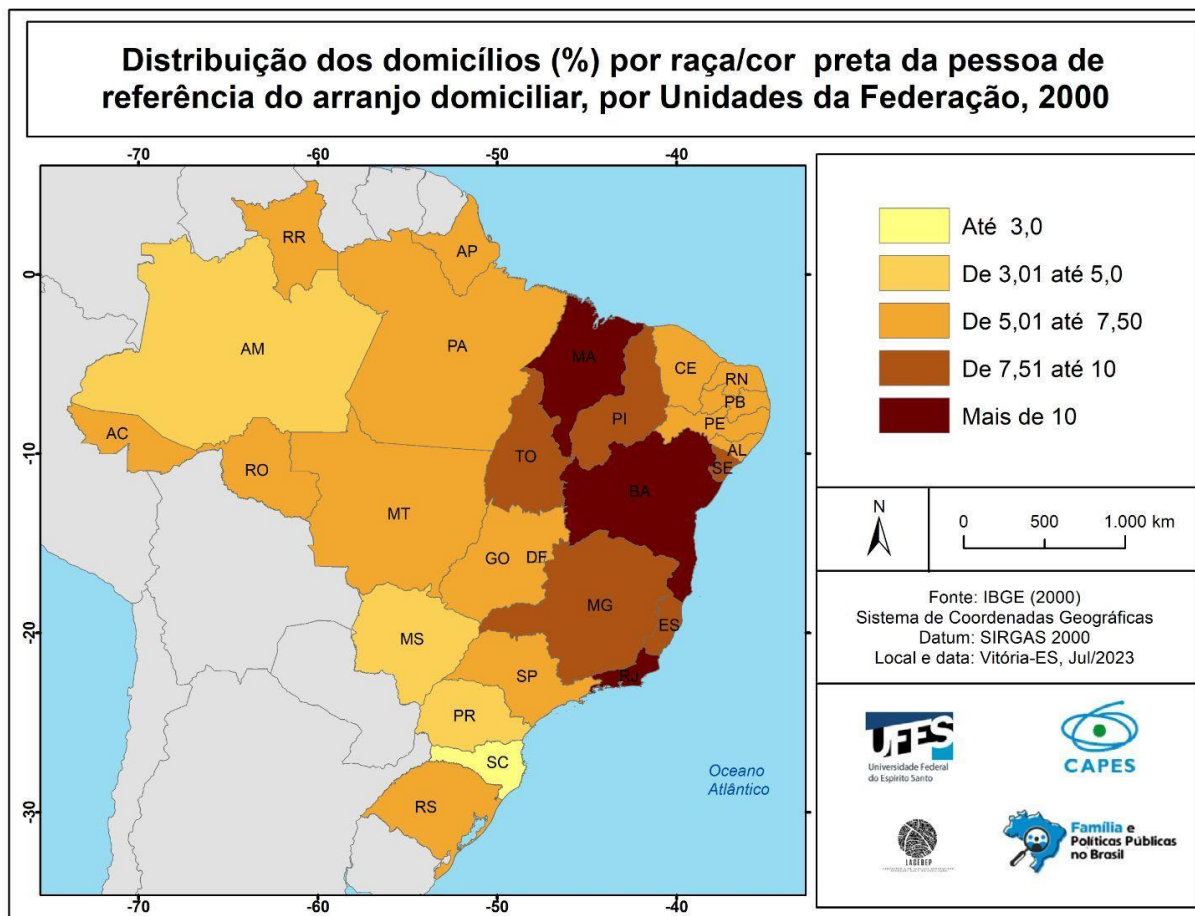 Distribuição dos domicílios (%) por raça/cor preta da pessoa de
referência do arranjo domiciliar, por Unidades da Federação, 2000
-70 -60 -50 -40
0
-10
-20
-30
RR
AP
AM
PA
MA
CE
RN
PB
PI
PE
AC
AL
TO
SE
RO
BA
MT
GO
DF
MG
ES
MS
SP
RJ
PR
SC
RS
Oceano
Atlântico
-70 -60 -50 -40
Até 3,0
De 3,01 até 5,0
De 5,01 até 7,50
De 7,51 até 10
Mais de 10
N
0 500 1.000 km
Fonte: IBGE (2000)
Sistema de Coordenadas Geográficas
Datum: SIRGAS 2000
Local e data: Vitória-ES, Jul/2023
UFES
Universidade Federal
do Espírito Santo
CAPES
LAGEDEP
Família e
Políticas Públicas
no Brasil